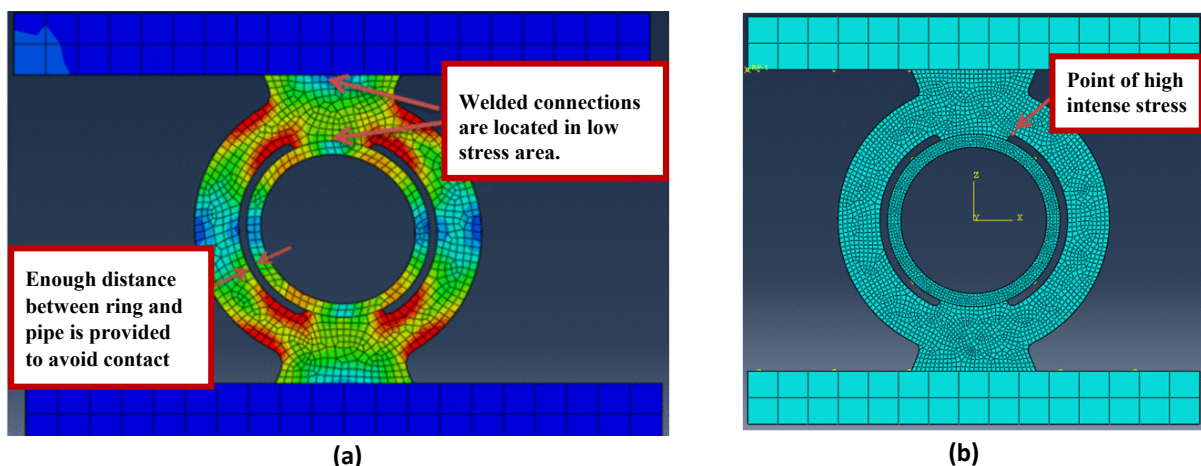 Welded connections
are located in low
stress area.
Enough distance
between ring and
pipe is provided
to avoid contact
(a)
Point of high
intense stress
Z
Y
X
(b)